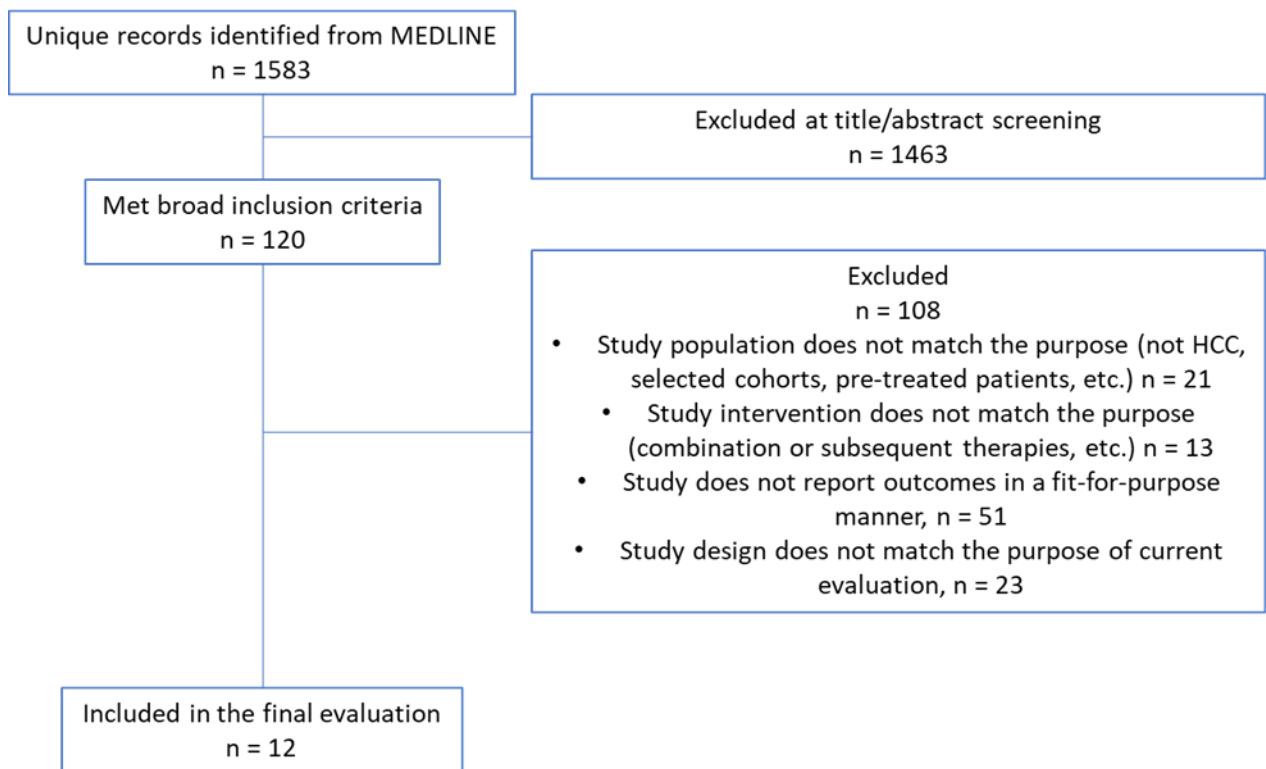 Unique records identified from MEDLINE
n = 1583
Excluded at title/abstract screening
n = 1463
Met broad inclusion criteria
n = 120
Excluded
n = 108
• Study population does not match the purpose (not HCC,
selected cohorts, pre-treated patients, etc.) n = 21
• Study intervention does not match the purpose
(combination or subsequent therapies, etc.) n = 13
• Study does not report outcomes in a fit-for-purpose
manner, n = 51
• Study design does not match the purpose of current
evaluation, n = 23
Included in the final evaluation
n = 12